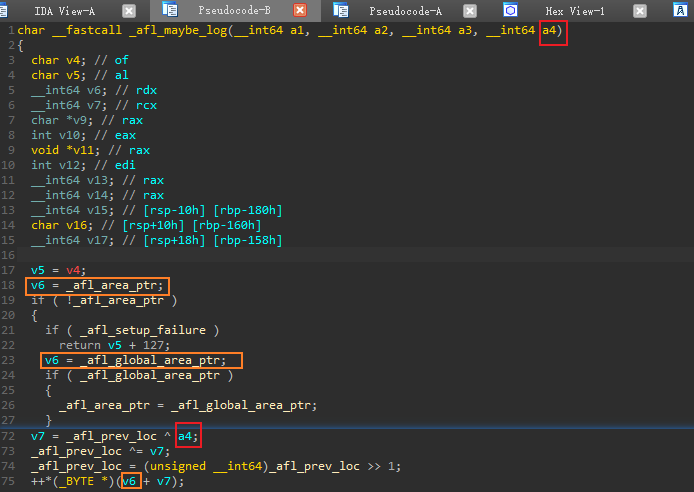 IDA View-A Pseudocode-B Pseudocode-A Hex View-1
1 char __fastcall _afl_maybe_log(__int64 a1, __int64 a2, __int64 a3, __int64 a4)
2 {
3 char v4; // of
4 char v5; // al
5 __int64 v6; // rdx
6 __int64 v7; // rcx
7 char *v9; // rax
8 int v10; // eax
9 void *v11; // rax
10 int v12; // edi
11 __int64 v13; // rax
12 __int64 v14; // rax
13 __int64 v15; // [rsp-10h] [rbp-180h]
14 char v16; // [rsp+10h] [rbp-160h]
15 __int64 v17; // [rsp+18h] [rbp-158h]
16
17 v5 = v4;
18 v6 = _afl_area_ptr;
19 if ( !_afl_area_ptr )
20 {
21 if ( _afl_setup_failure )
22 return v5 + 127;
23 v6 = _afl_global_area_ptr;
24 if ( _afl_global_area_ptr )
25 {
26 _afl_area_ptr = _afl_global_area_ptr;
27 }
72 v7 = _afl_prev_loc ^ a4;
73 _afl_prev_loc ^= v7;
74 _afl_prev_loc = (unsigned __int64)_afl_prev_loc >> 1;
75 ++*(_BYTE *)(v6 + v7);